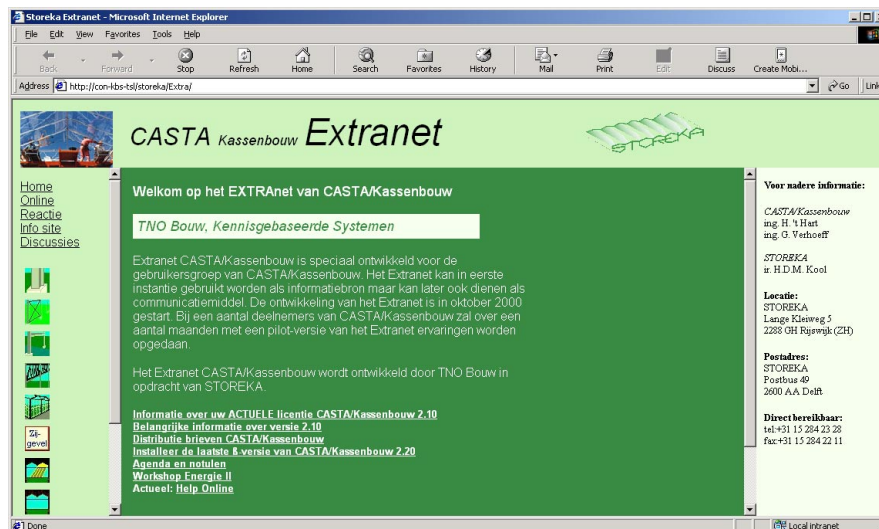 Storeka Extranet - Microsoft Internet Explorer
File Edit View Favorites Tools Help
Back Forward Stop Refresh Home Search Favorites History Mail Print Edit Discuss Create Mobi...
Address http://con-kbs-tsl/storeka/Extra/ Go Link
CASTA Kassenbouw Extranet
STOREKA
Home
Online
Reactie
Info site
Discussies
Zij-
gevel
Welkom op het EXTRAnet van CASTA/Kassenbouw
TNO Bouw, Kennisgebaseerde Systemen
Extranet CASTA/Kassenbouw is speciaal ontwikkeld voor de
gebruikersgroep van CASTA/Kassenbouw. Het Extranet kan in eerste
instantie gebruikt worden als informatiebron maar kan later ook dienen als
communicatiemiddel. De ontwikkeling van het Extranet is in oktober 2000
gestart. Bij een aantal deelnemers van CASTA/Kassenbouw zal over een
aantal maanden met een pilot-versie van het Extranet ervaringen worden
opgedaan.
Het Extranet CASTA/Kassenbouw wordt ontwikkeld door TNO Bouw in
opdracht van STOREKA.
Informatie over uw ACTUELE licentie CASTA/Kassenbouw 2.10
Belangrijke informatie over versie 2.10
Distributie brieven CASTA/Kassenbouw
Installeer de laatste ß-versie van CASTA/Kassenbouw 2.20
Agenda en notulen
Workshop Energie II
Actueel: Help Online
Voor nadere informatie:
CASTA/Kassenbouw
ing. H. 't Hart
ing. G. Verhoeff
STOREKA
ir. H.D.M. Kool
Locatie:
STOREKA
Lange Kleiweg 5
2288 GH Rijswijk (ZH)
Postadres:
STOREKA
Postbus 49
2600 AA Delft
Direct bereikbaar:
tel:+31 15 284 23 28
fax:+31 15 284 22 11
Done
Local intranet